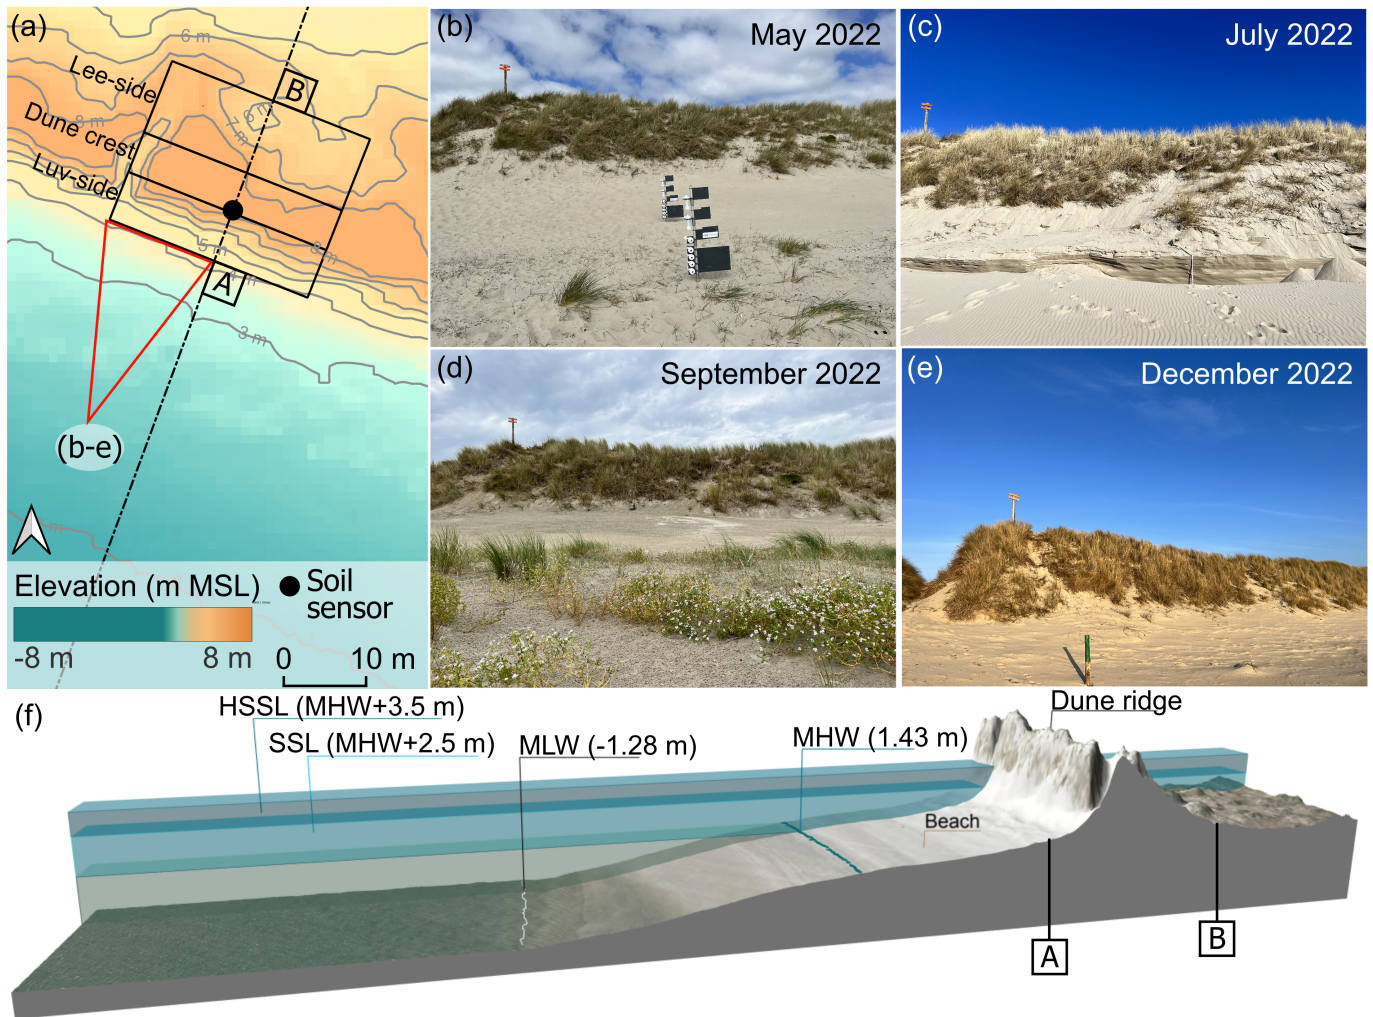 (a)
6 m
Lee-side
B
8 m
Dune crest
7 m
6 m
Luv-side
5 m
6 m
A
3 m
(b-e)
Elevation (m MSL)
Soil
sensor
-8 m
8 m
0
10 m
(b)
May 2022
(c)
July 2022
(d)
September 2022
(e)
December 2022
(f)
HSSL (MHW+3.5 m)
SSL (MHW+2.5 m)
MLW (-1.28 m)
MHW (1.43 m)
Dune ridge
Beach
A
B